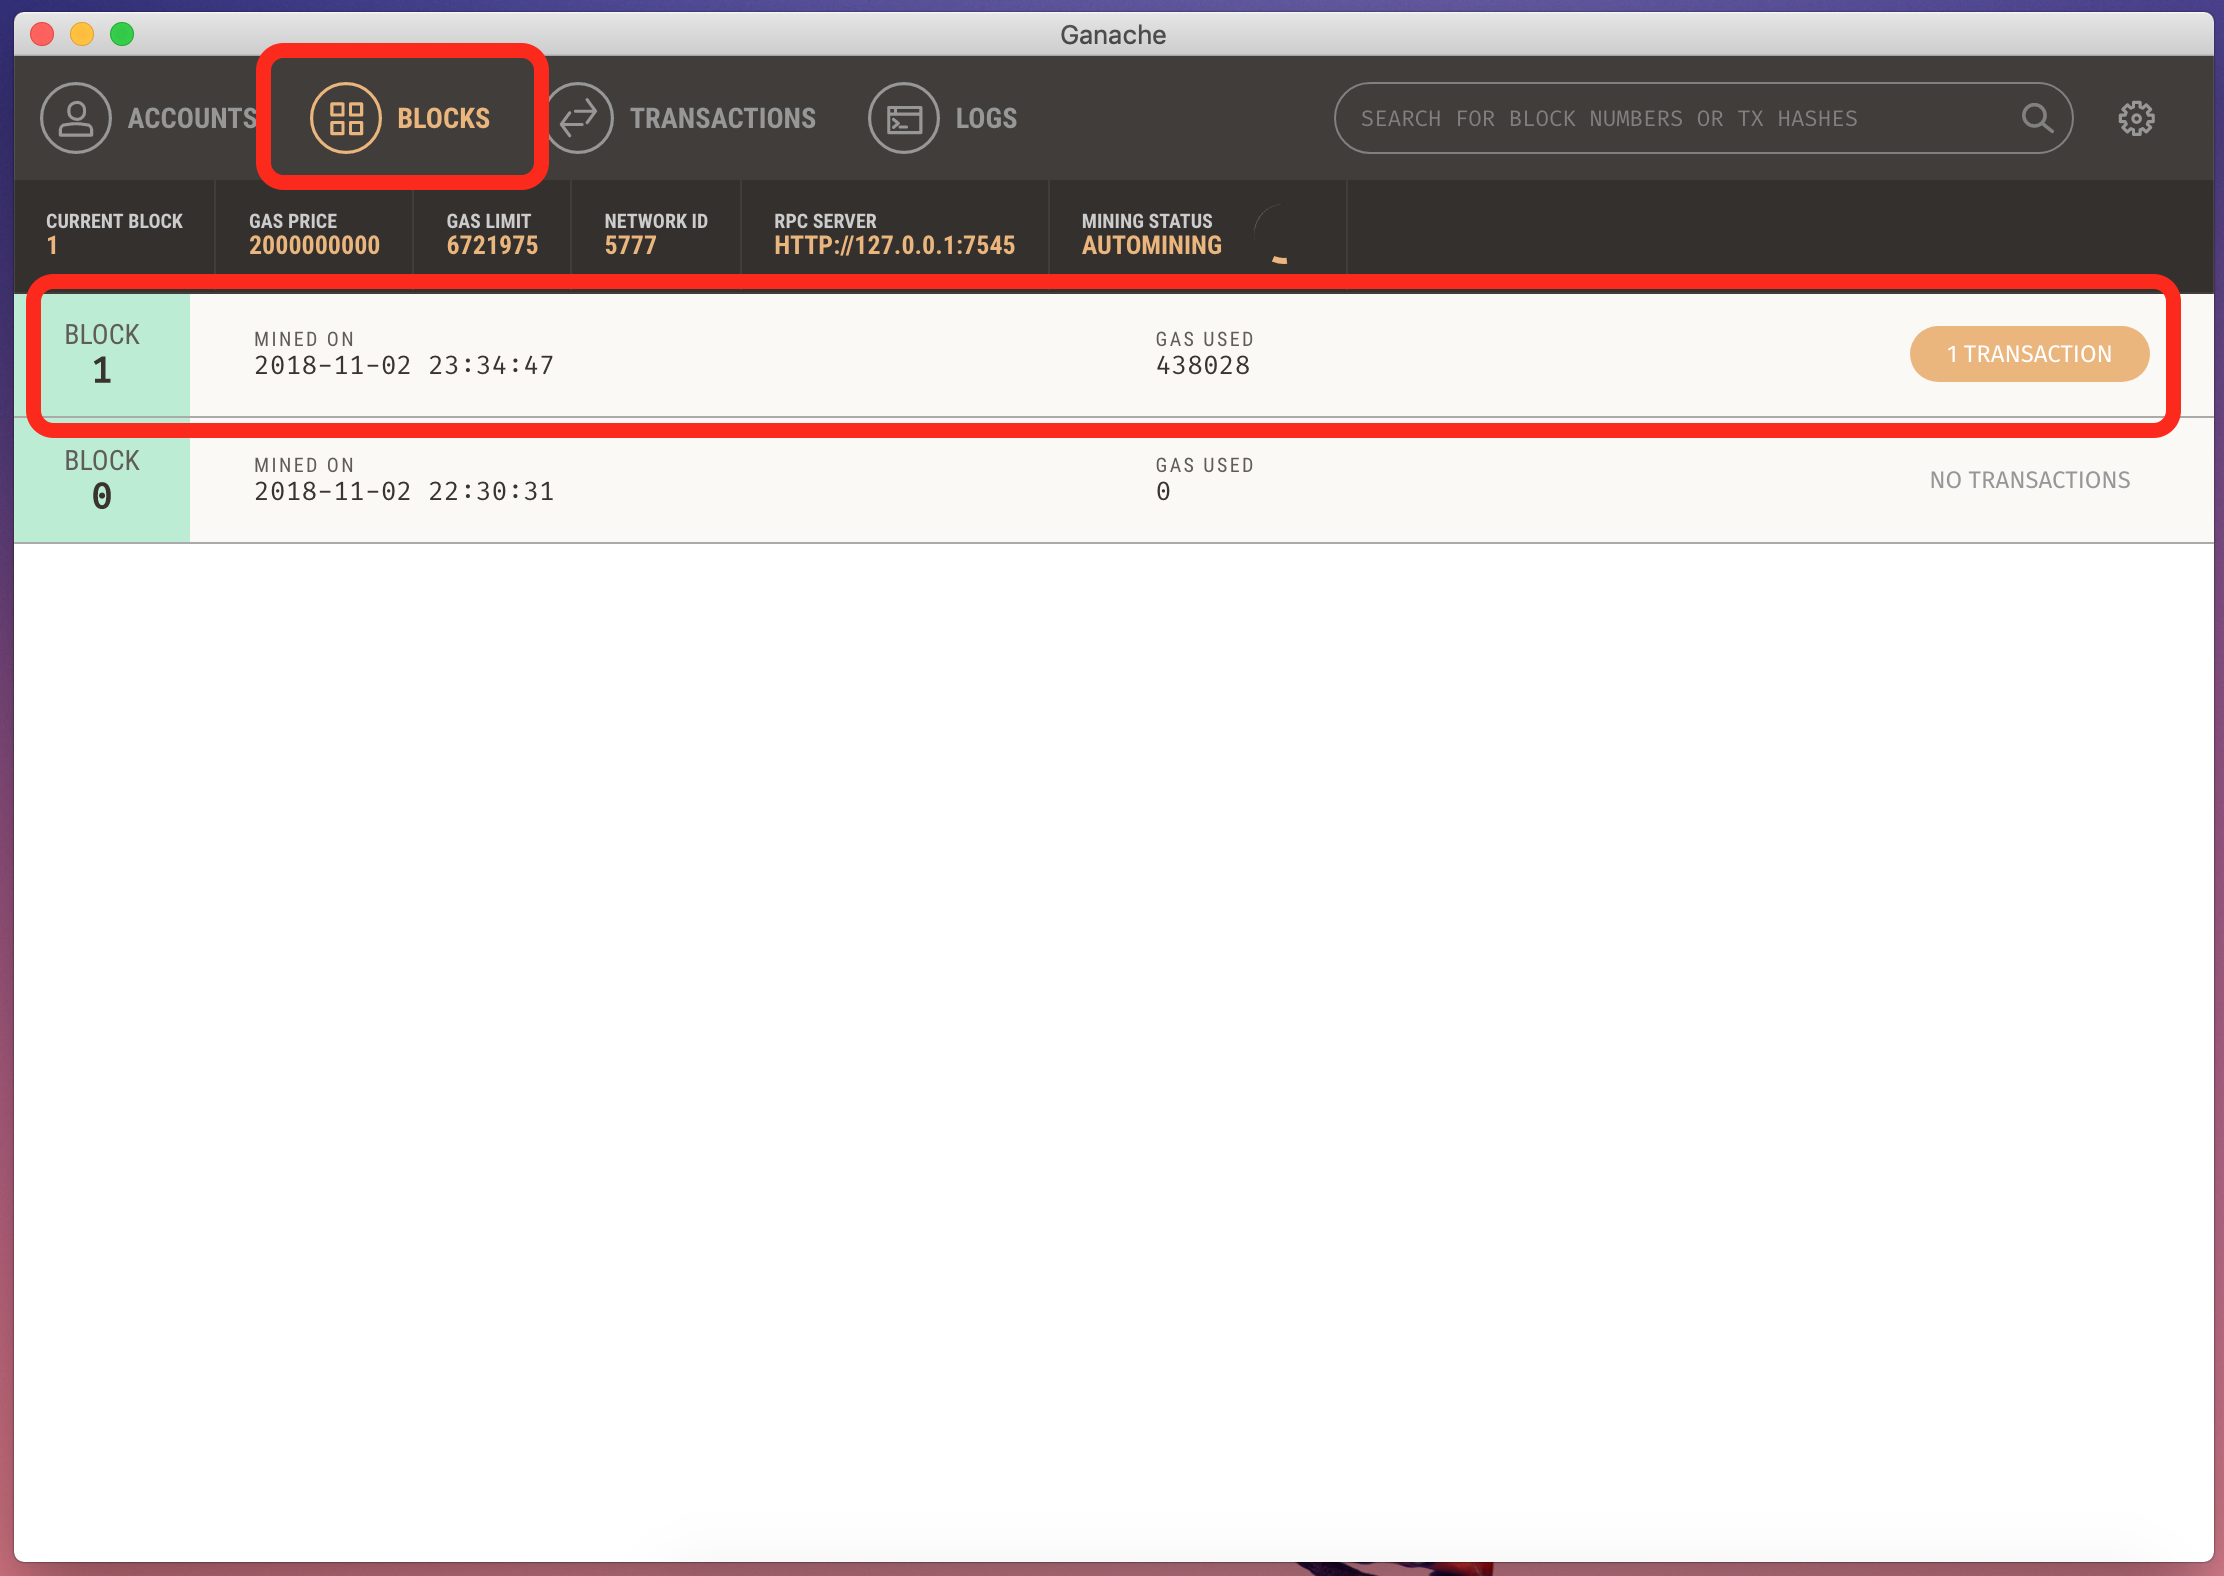 Ganache
ACCOUNTS BLOCKS TRANSACTIONS LOGS SEARCH FOR BLOCK NUMBERS OR TX HASHES
CURRENT BLOCK GAS PRICE GAS LIMIT NETWORK ID RPC SERVER MINING STATUS
1 2000000000 6721975 5777 HTTP://127.0.0.1:7545 AUTOMINING
BLOCK
1
MINED ON
2018-11-02 23:34:47
GAS USED
438028
1 TRANSACTION
BLOCK
0
MINED ON
2018-11-02 22:30:31
GAS USED
0
NO TRANSACTIONS